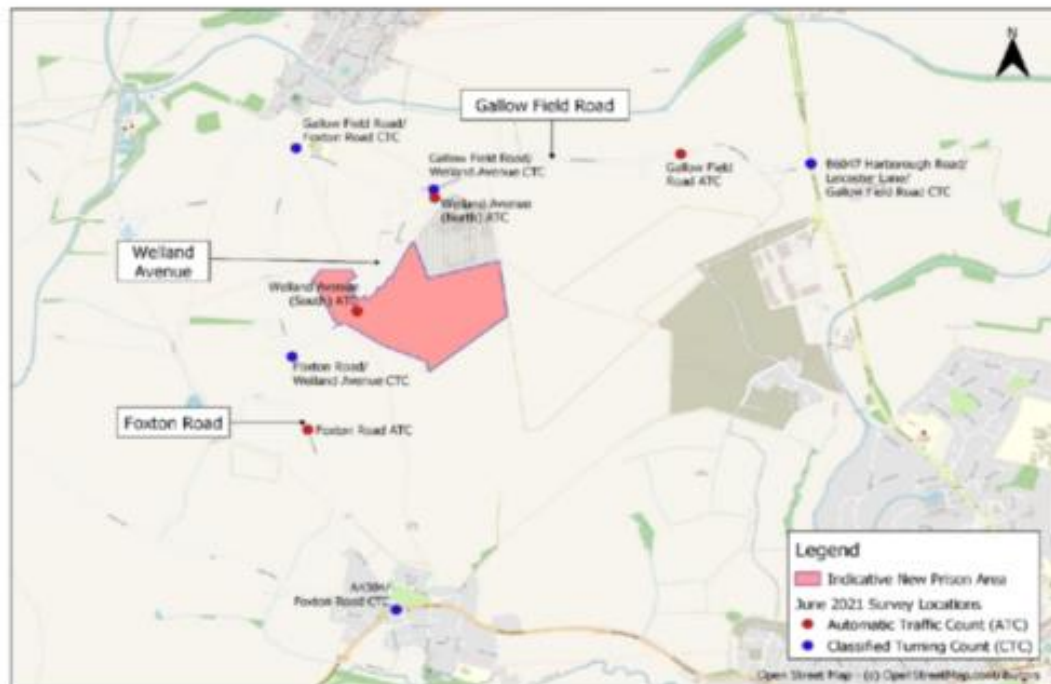 N
Gallow Field Road
Gallow Field Road/
Foxton Road CTC
Gallow Field Road/
Welland Avenue CTC
Gallow Field
Road ATC
B6047 Harborough Road/
Leicester Lane/
Gallow Field Road CTC
Welland Avenue
(North) ATC
Welland
Avenue
Welland Avenue
(South) ATC
Foxton Road/
Welland Avenue CTC
Foxton Road
Foxton Road ATC
Foxton Road CTC
Legend
Indicative New Prison Area
June 2021 Survey Locations
Automatic Traffic Count (ATC)
Classified Turning Count (CTC)
Open Street Map - (c) OpenStreetMap contributors